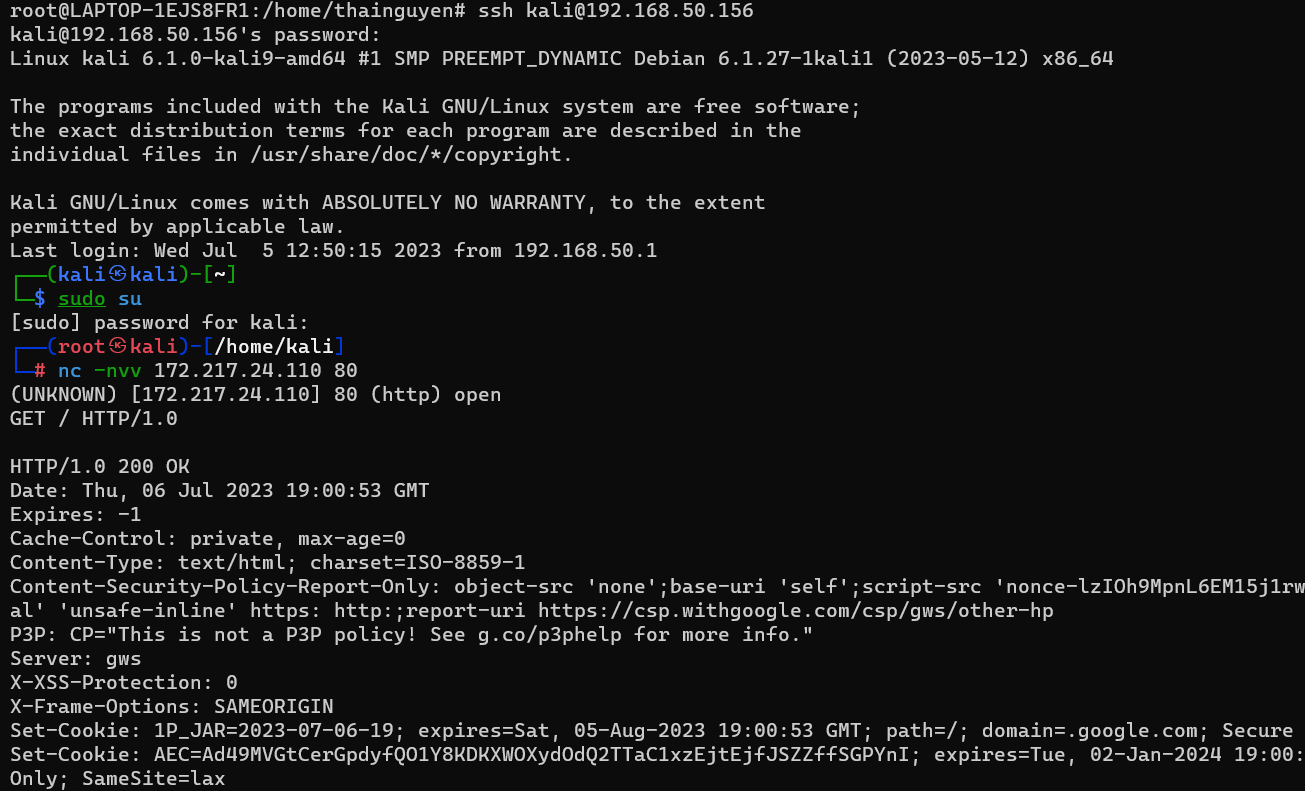 root@LAPTOP-1EJS8FR1:/home/thainguyen# ssh kali@192.168.50.156
kali@192.168.50.156's password:
Linux kali 6.1.0-kali9-amd64 #1 SMP PREEMPT_DYNAMIC Debian 6.1.27-1kali1 (2023-05-12) x86_64
The programs included with the Kali GNU/Linux system are free software;
the exact distribution terms for each program are described in the
individual files in /usr/share/doc/*/copyright.
Kali GNU/Linux comes with ABSOLUTELY NO WARRANTY, to the extent
permitted by applicable law.
Last login: Wed Jul  5 12:50:15 2023 from 192.168.50.1
┌──(kali㉿kali)-[~]
└─$ sudo su
[sudo] password for kali:
┌──(root㉿kali)-[/home/kali]
└─# nc -nvv 172.217.24.110 80
(UNKNOWN) [172.217.24.110] 80 (http) open
GET / HTTP/1.0
HTTP/1.0 200 OK
Date: Thu, 06 Jul 2023 19:00:53 GMT
Expires: -1
Cache-Control: private, max-age=0
Content-Type: text/html; charset=ISO-8859-1
Content-Security-Policy-Report-Only: object-src 'none';base-uri 'self';script-src 'nonce-lzIOh9MpnL6EM15j1rw
al' 'unsafe-inline' https: http:;report-uri https://csp.withgoogle.com/csp/gws/other-hp
P3P: CP="This is not a P3P policy! See g.co/p3phelp for more info."
Server: gws
X-XSS-Protection: 0
X-Frame-Options: SAMEORIGIN
Set-Cookie: 1P_JAR=2023-07-06-19; expires=Sat, 05-Aug-2023 19:00:53 GMT; path=/; domain=.google.com; Secure
Set-Cookie: AEC=Ad49MVGtCerGpdyfQO1Y8KDKXWOXydOdQ2TTaC1xzEjtEjfJSZZffSGPYnI; expires=Tue, 02-Jan-2024 19:00:
Only; SameSite=lax